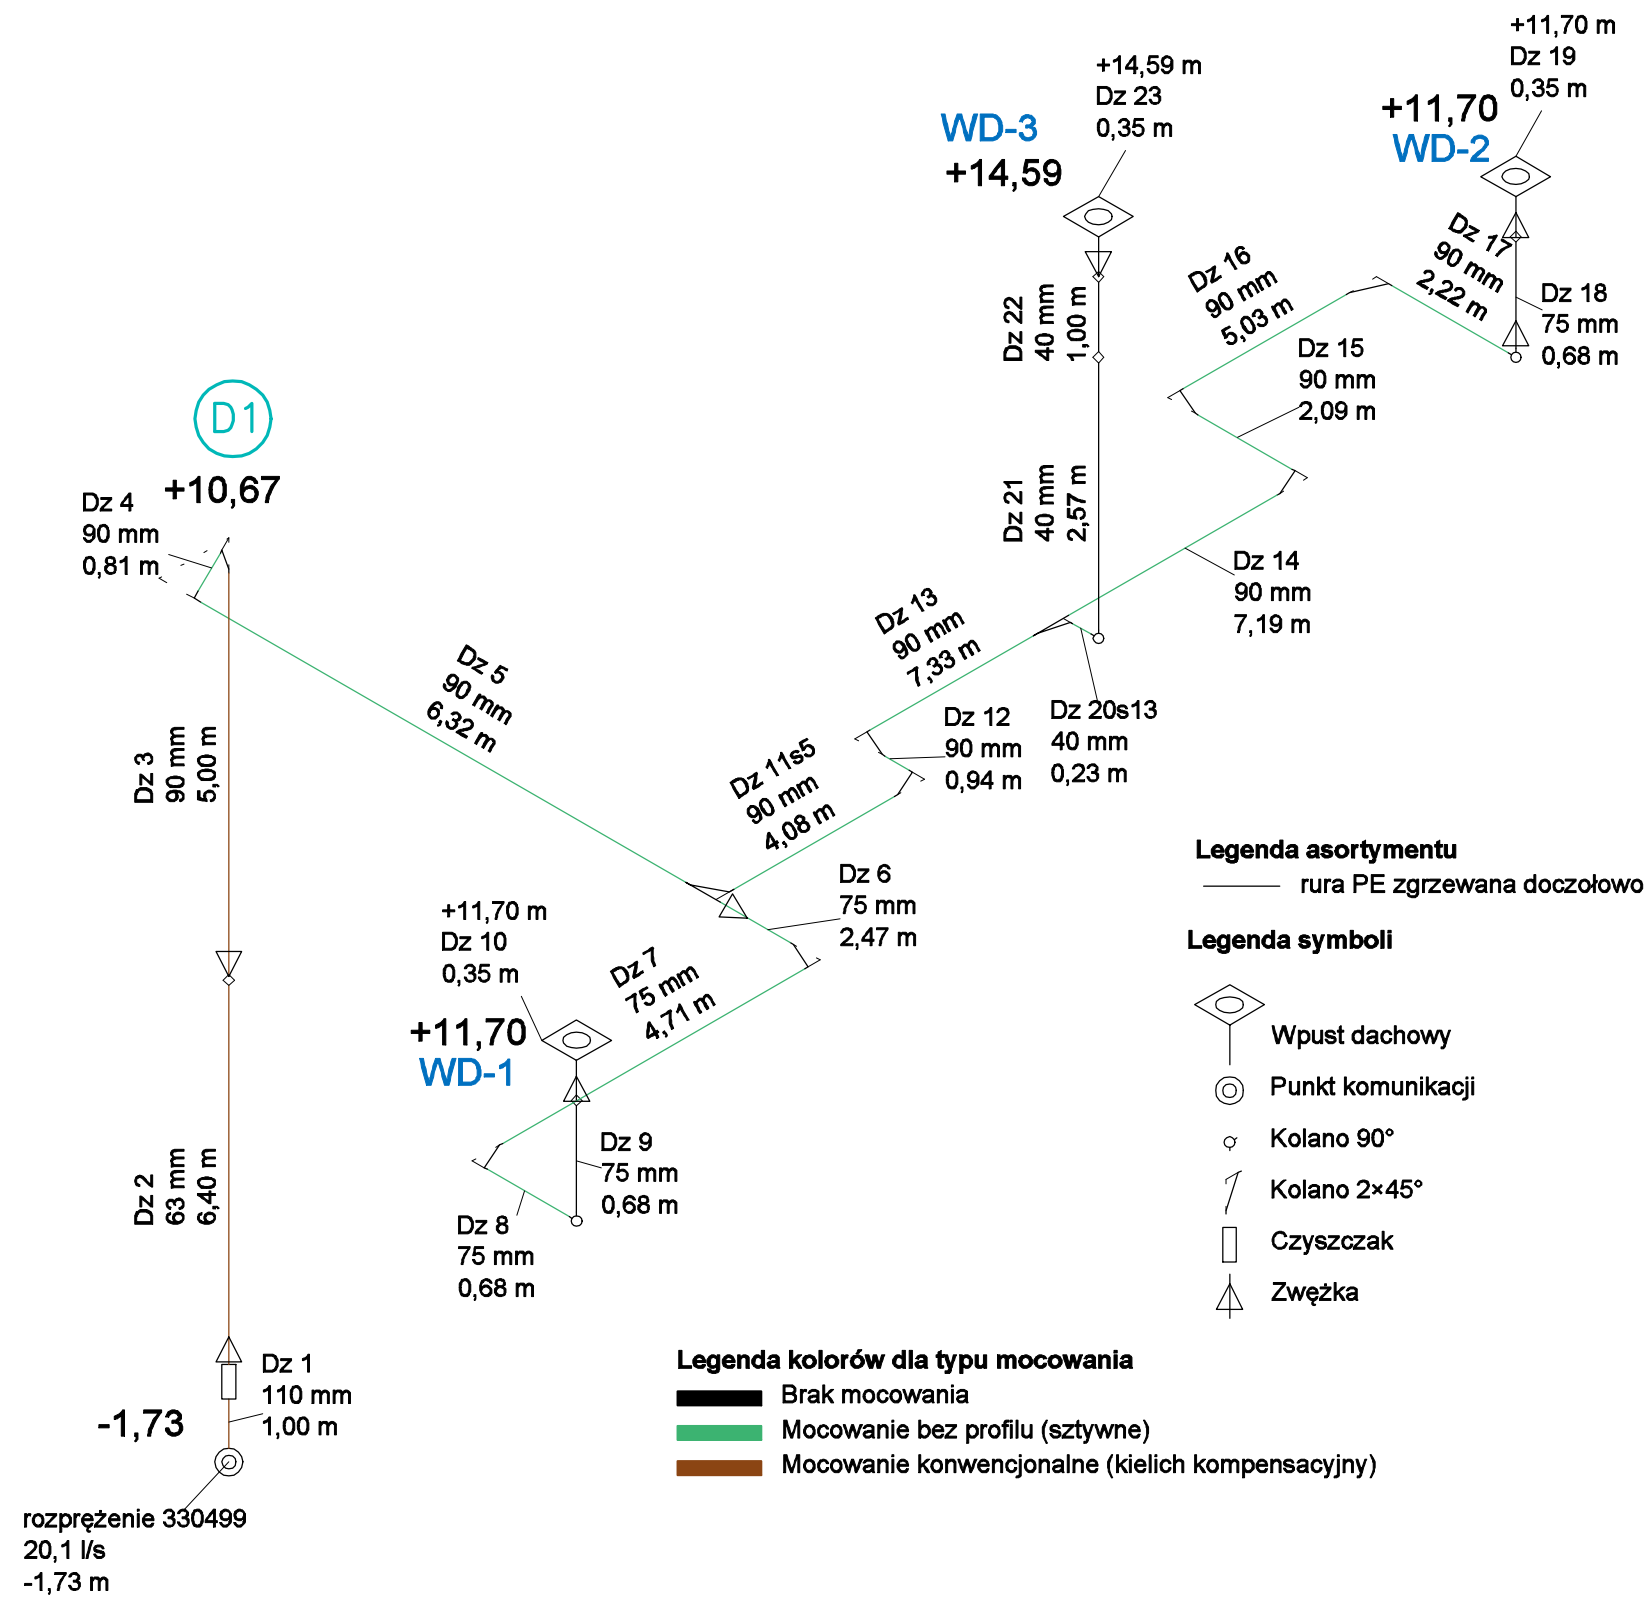 +11,70 m
Dz 19
0,35 m
+11,70
WD-2
+14,59 m
Dz 23
0,35 m
WD-3
+14,59
Dz 17
90 mm
2,22 m
Dz 18
75 mm
0,68 m
Dz 16
90 mm
5,03 m
Dz 22
40 mm
1,00 m
Dz 15
90 mm
2,09 m
D1
+10,67
Dz 4
90 mm
0,81 m
Dz 21
40 mm
2,57 m
Dz 14
90 mm
7,19 m
Dz 13
90 mm
7,33 m
Dz 5
90 mm
6,32 m
Dz 12
90 mm
0,94 m
Dz 20s13
40 mm
0,23 m
Dz 3
90 mm
5,00 m
Dz 11s5
90 mm
4,08 m
Dz 6
75 mm
2,47 m
+11,70 m
Dz 10
0,35 m
Dz 7
75 mm
4,71 m
+11,70
WD-1
Dz 9
75 mm
0,68 m
Dz 8
75 mm
0,68 m
Dz 2
63 mm
6,40 m
Dz 1
110 mm
1,00 m
-1,73
rozprężenie 330499
20,1 l/s
-1,73 m
Legenda asortymentu
rura PE zgrzewana doczołowo
Legenda symboli
Wpust dachowy
Punkt komunikacji
Kolano 90°
Kolano 2×45°
Czyszczak
Zwężka
Legenda kolorów dla typu mocowania
Brak mocowania
Mocowanie bez profilu (sztywne)
Mocowanie konwencjonalne (kielich kompensacyjny)